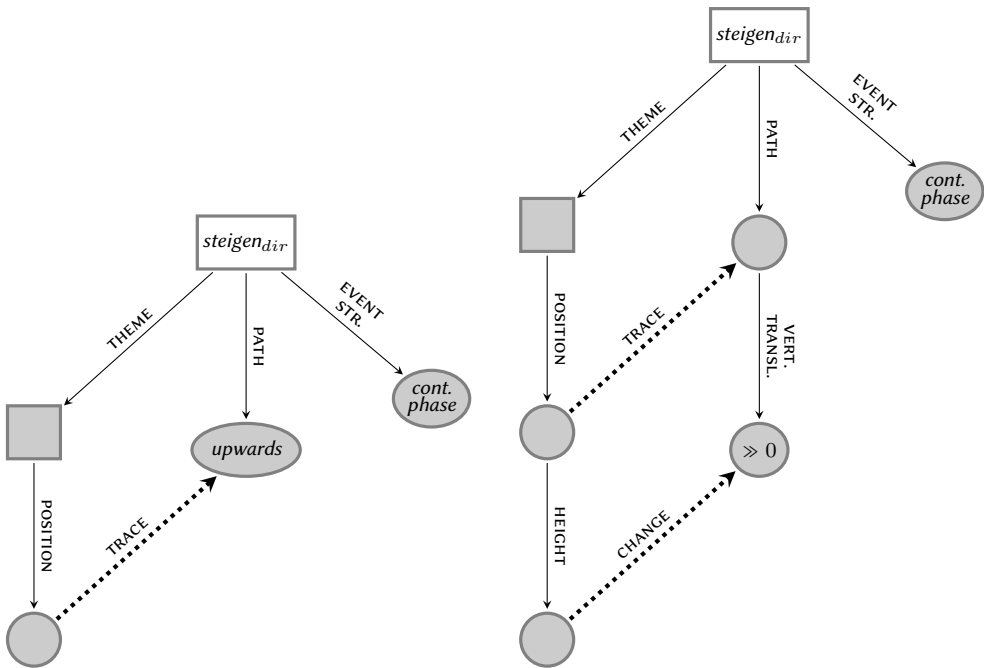 steigen_dir
THEME
PATH
EVENT
STR.
cont.
phase
upwards
POSITION
TRACE
steigen_dir
THEME
PATH
EVENT
STR.
cont.
phase
POSITION
TRACE
VERT.
TRANSL.
≫ 0
HEIGHT
CHANGE